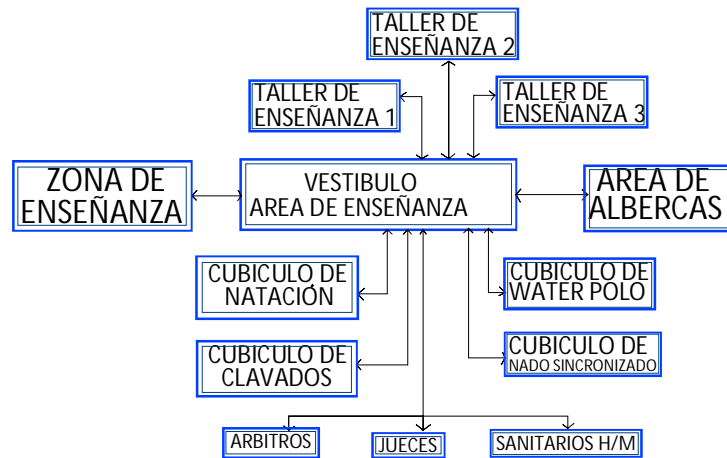 TALLER DE
ENSEÑANZA 2
TALLER DE
ENSEÑANZA 1
TALLER DE
ENSEÑANZA 3
ZONA DE
ENSEÑANZA
VESTIBULO
AREA DE ENSEÑANZA
AREA DE
ALBERCAS
CUBICULO DE
NATACIÓN
CUBICULO DE
WATER POLO
CUBICULO DE
CLAVADOS
CUBICULO DE
NADO SINCRONIZADO
ARBITROS
JUECES
SANITARIOS H/M